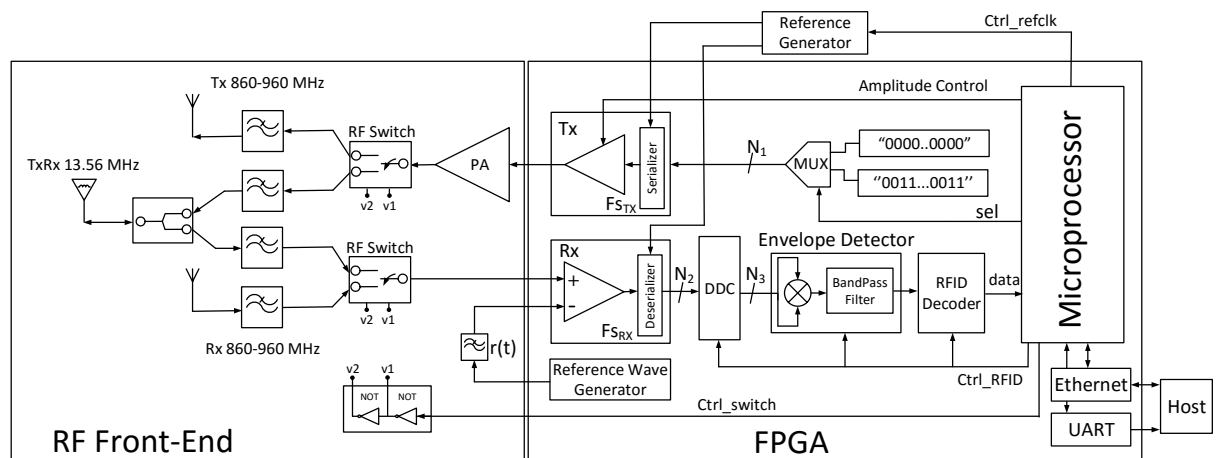 Reference
Generator
Ctrl_refclk
Tx 860-960 MHz
RF Switch
v2 v1
TxRx 13.56 MHz
PA
Tx
Serializer
FsTX
Amplitude Control
N1
MUX
“0000..0000”
“0011...0011”
sel
Microprocessor
RF Switch
v2 v1
Rx 860-960 MHz
Rx
+
-
Deserializer
FsRX
N2
DDC
N3
Envelope Detector
BandPass
Filter
RFID
Decoder
data
r(t)
Reference Wave
Generator
Ctrl_RFID
v2 v1
NOT NOT
Ctrl_switch
Ethernet
UART
Host
RF Front-End
FPGA